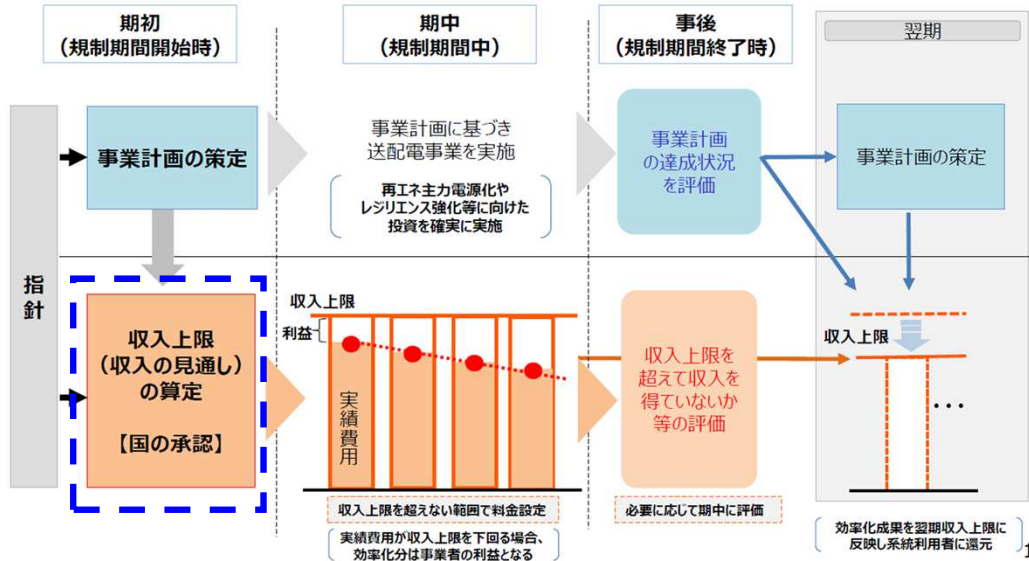 期初
（規制期間開始時）
期中
（規制期間中）
事後
（規制期間終了時）
翌期
指針
事業計画の策定
事業計画に基づき
送配電事業を実施
再エネ主力電源化や
レジリエンス強化等に向けた
投資を確実に実施
事業計画
の達成状況
を評価
事業計画の策定
収入上限
（収入の見通し）
の算定
【国の承認】
収入上限
利益
実績費用
収入上限を超えない範囲で料金設定
実績費用が収入上限を下回る場合、
効率化分は事業者の利益となる
収入上限を
超えて収入を
得ていないか
等の評価
必要に応じて期中に評価
収入上限
・・・
効率化成果を翌期収入上限に
反映し系統利用者に還元
1